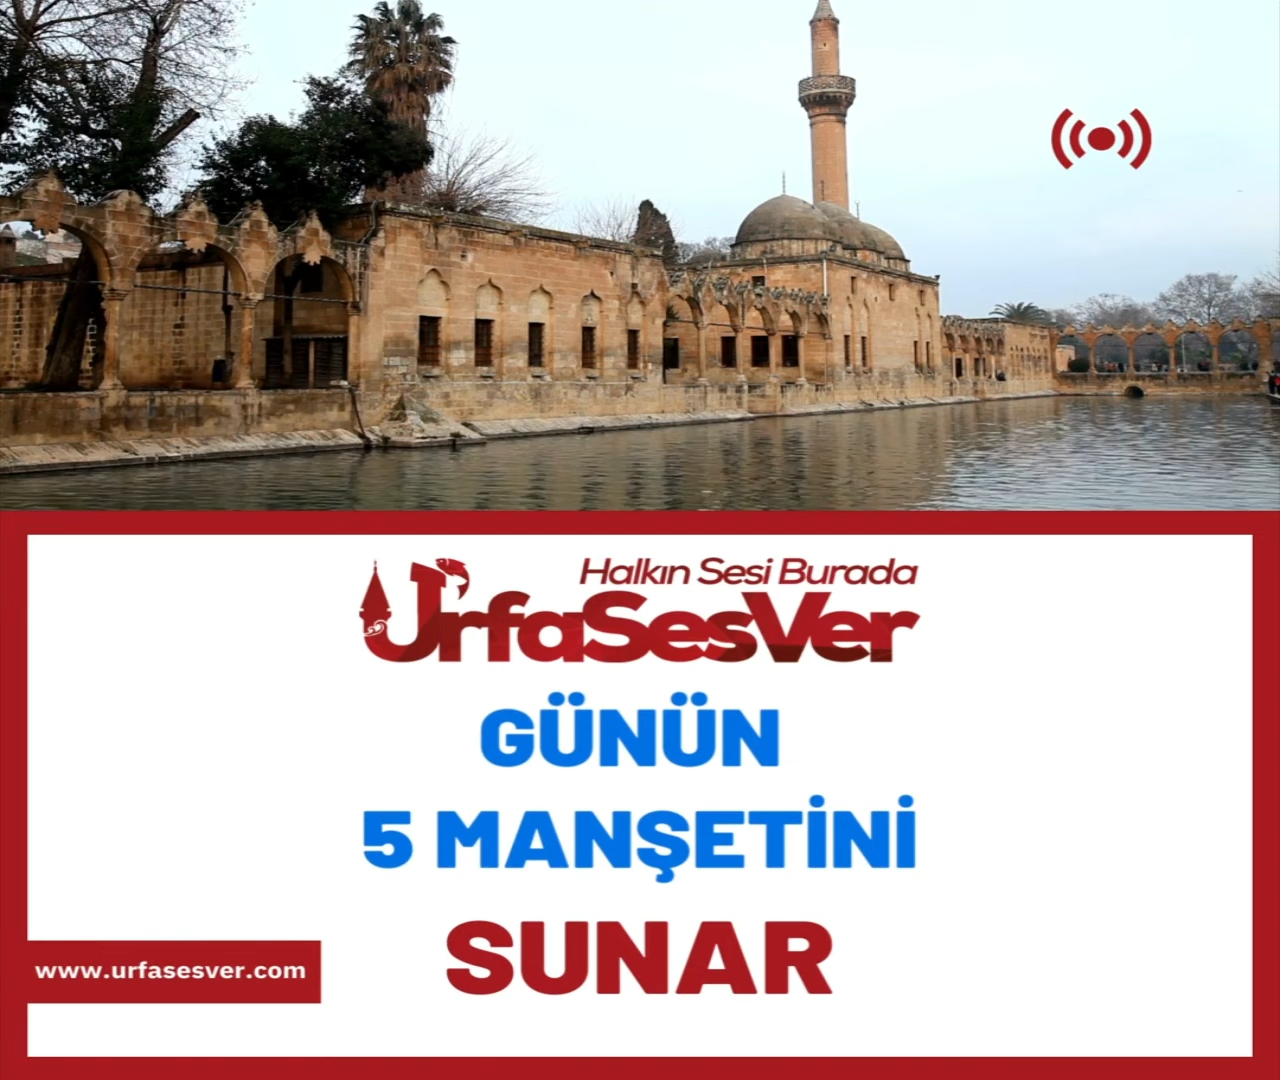 Halkın Sesi Burada
UrfaSesVer
GÜNÜN
5 MANŞETİNİ
SUNAR
www.urfasesver.com